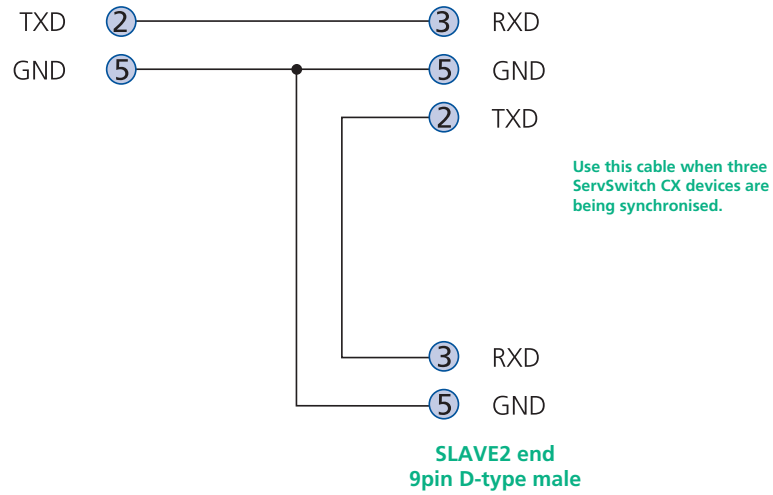 TXD 2 3 RXD
GND 5 5 GND
2 TXD
Use this cable when three
ServSwitch CX devices are
being synchronised.
3 RXD
5 GND
SLAVE2 end
9pin D-type male